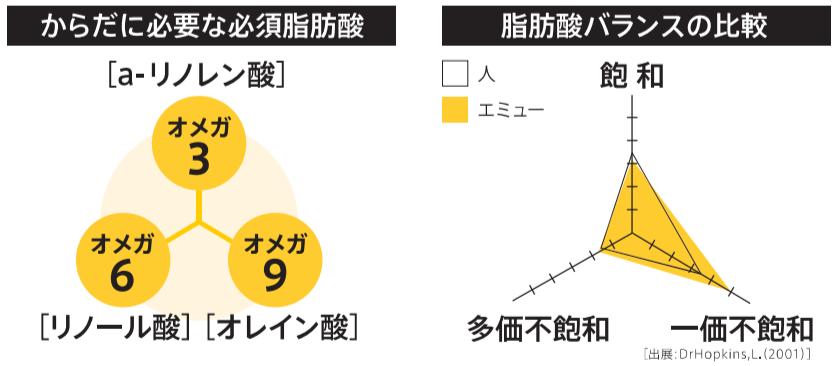 からだに必要な必須脂肪酸
[a-リノレン酸]
オメガ
3
オメガ
6
オメガ
9
[リノール酸] [オレイン酸]
脂肪酸バランスの比較
人
エミュー
飽 和
多価不飽和
一価不飽和
[出展:DrHopkins,L.(2001)]